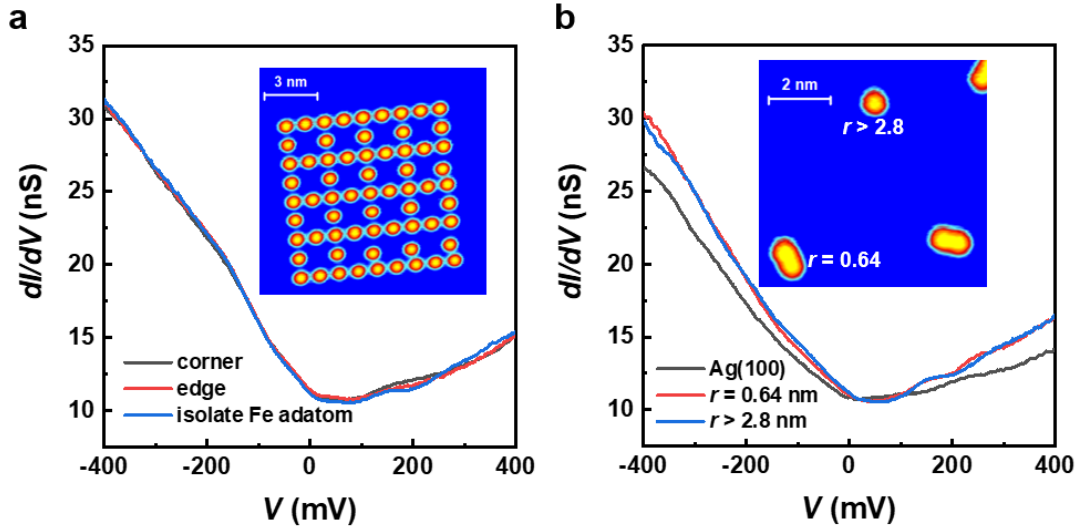 a
35
30
25
20
15
10
dI/dV (nS)
3 nm
corner
edge
isolate Fe adatom
-400
-200
0
200
400
V (mV)
b
35
30
25
20
15
10
dI/dV (nS)
2 nm
r > 2.8
r = 0.64
Ag(100)
r = 0.64 nm
r > 2.8 nm
-400
-200
0
200
400
V (mV)